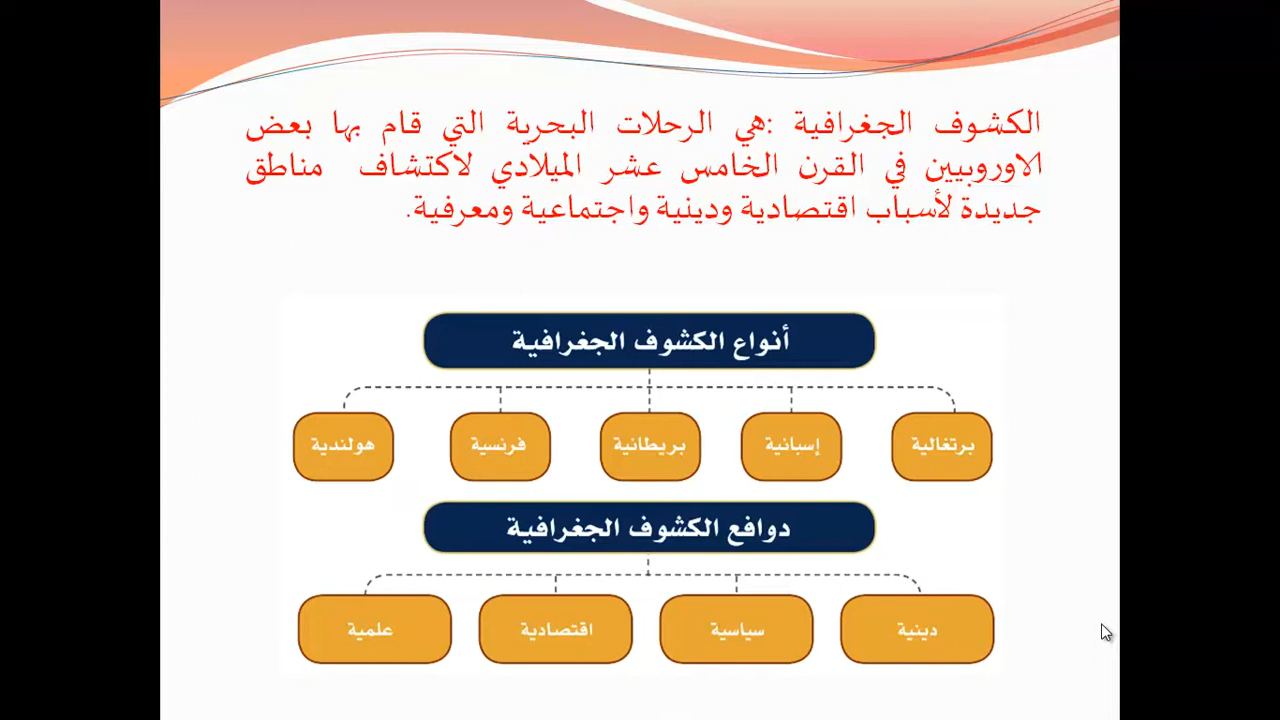 الكشوف الجغرافية :هي الرحلات البحرية التي قام بها بعض
الاوروبيين في القرن الخامس عشر الميلادي لاكتشاف مناطق
جديدة لأسباب اقتصادية ودينية واجتماعية ومعرفية.
أنواع الكشوف الجغرافية
برتغالية
إسبانية
بريطانية
فرنسية
هولندية
دوافع الكشوف الجغرافية
دينية
سياسية
اقتصادية
علمية